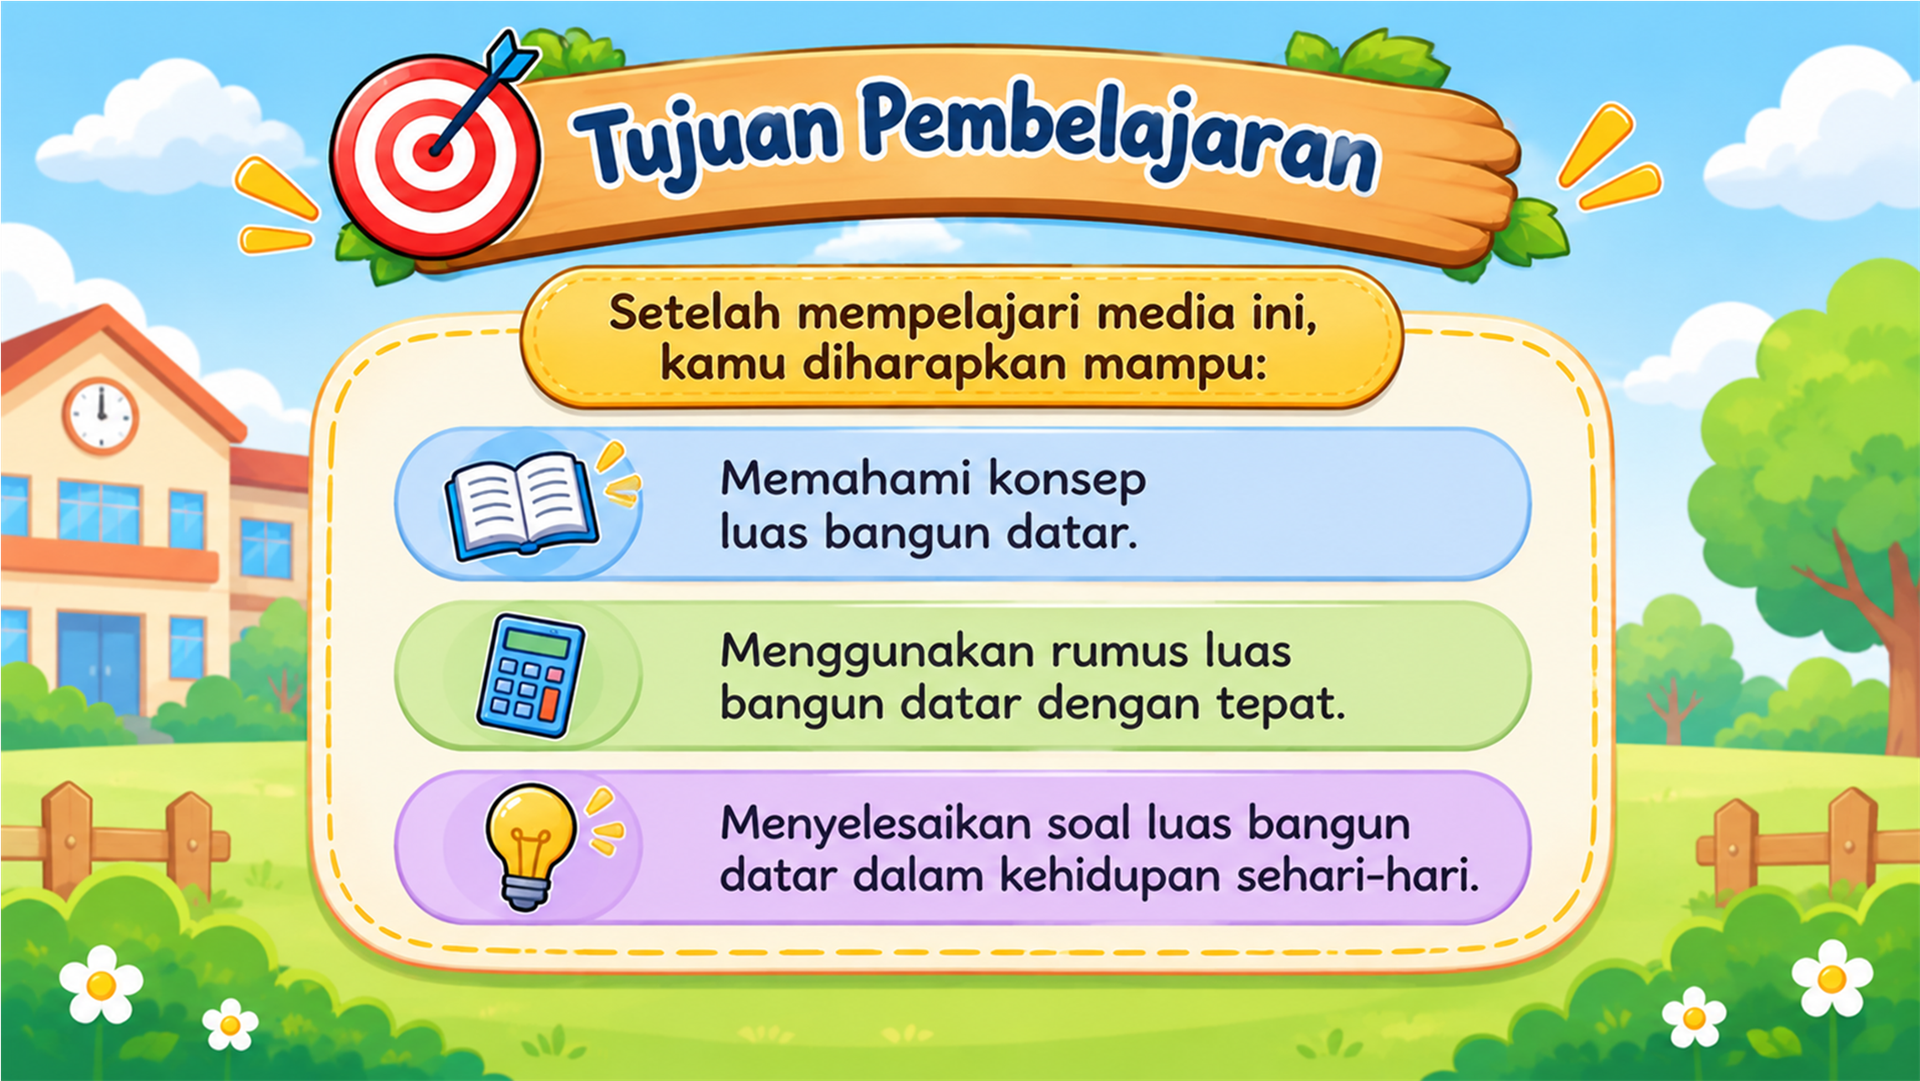 Tujuan Pembelajaran
Setelah mempelajari media ini,
kamu diharapkan mampu:
Memahami konsep
luas bangun datar.
Menggunakan rumus luas
bangun datar dengan tepat.
Menyelesaikan soal luas bangun
datar dalam kehidupan sehari-hari.